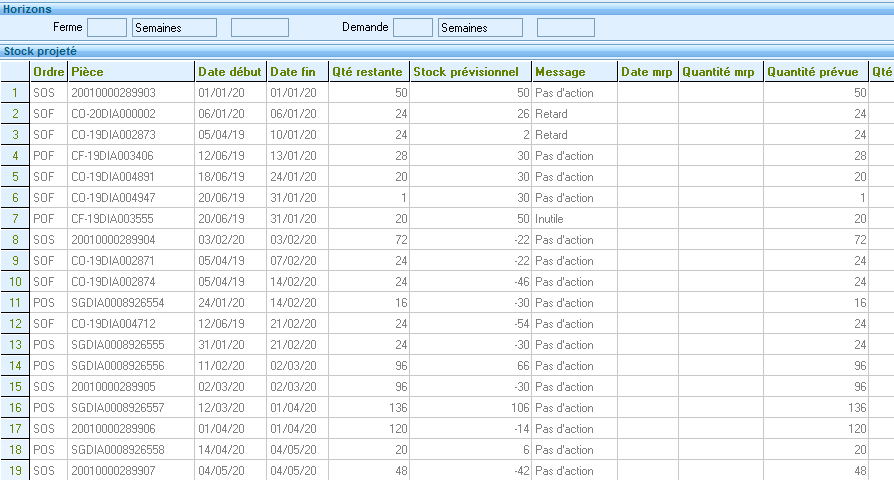 Horizons
Ferme Semaines Demande Semaines
Stock projeté
Ordre Pièce Date début Date fin Qté restante Stock prévisionnel Message Date mrp Quantité mrp Quantité prévue Qté
1 SOS 20010000289903 01/01/20 01/01/20 50 50 Pas d'action 50
2 SOF CO-20DIA000002 06/01/20 06/01/20 24 26 Retard 24
3 SOF CO-19DIA002873 05/04/19 10/01/20 24 2 Retard 24
4 POF CF-19DIA003406 12/06/19 13/01/20 28 30 Pas d'action 28
5 SOF CO-19DIA004891 18/06/19 24/01/20 20 30 Pas d'action 20
6 SOF CO-19DIA004947 20/06/19 31/01/20 1 30 Pas d'action 1
7 POF CF-19DIA003555 20/06/19 31/01/20 20 50 Inutile 20
8 SOS 20010000289904 03/02/20 03/02/20 72 -22 Pas d'action 72
9 SOF CO-19DIA002871 05/04/19 07/02/20 24 -22 Pas d'action 24
10 SOF CO-19DIA002874 05/04/19 14/02/20 24 -46 Pas d'action 24
11 POS SGDIA0008926554 24/01/20 14/02/20 16 -30 Pas d'action 16
12 SOF CO-19DIA004712 12/06/19 21/02/20 24 -54 Pas d'action 24
13 POS SGDIA0008926555 31/01/20 21/02/20 24 -30 Pas d'action 24
14 POS SGDIA0008926556 11/02/20 02/03/20 96 66 Pas d'action 96
15 SOS 20010000289905 02/03/20 02/03/20 96 -30 Pas d'action 96
16 POS SGDIA0008926557 12/03/20 01/04/20 136 106 Pas d'action 136
17 SOS 20010000289906 01/04/20 01/04/20 120 -14 Pas d'action 120
18 POS SGDIA0008926558 14/04/20 04/05/20 20 6 Pas d'action 20
19 SOS 20010000289907 04/05/20 04/05/20 48 -42 Pas d'action 48